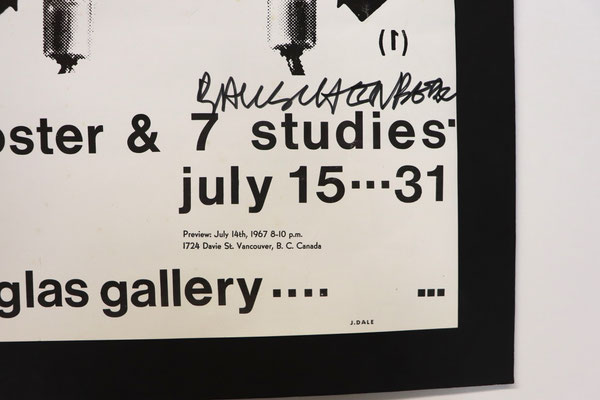 (1)
RAUSCHENBERG
oster & 7 studies
july 15...31
Preview: July 14th, 1967 8-10 p.m.
1724 Davie St. Vancouver, B. C. Canada
glas gallery.... ...
J. DALE